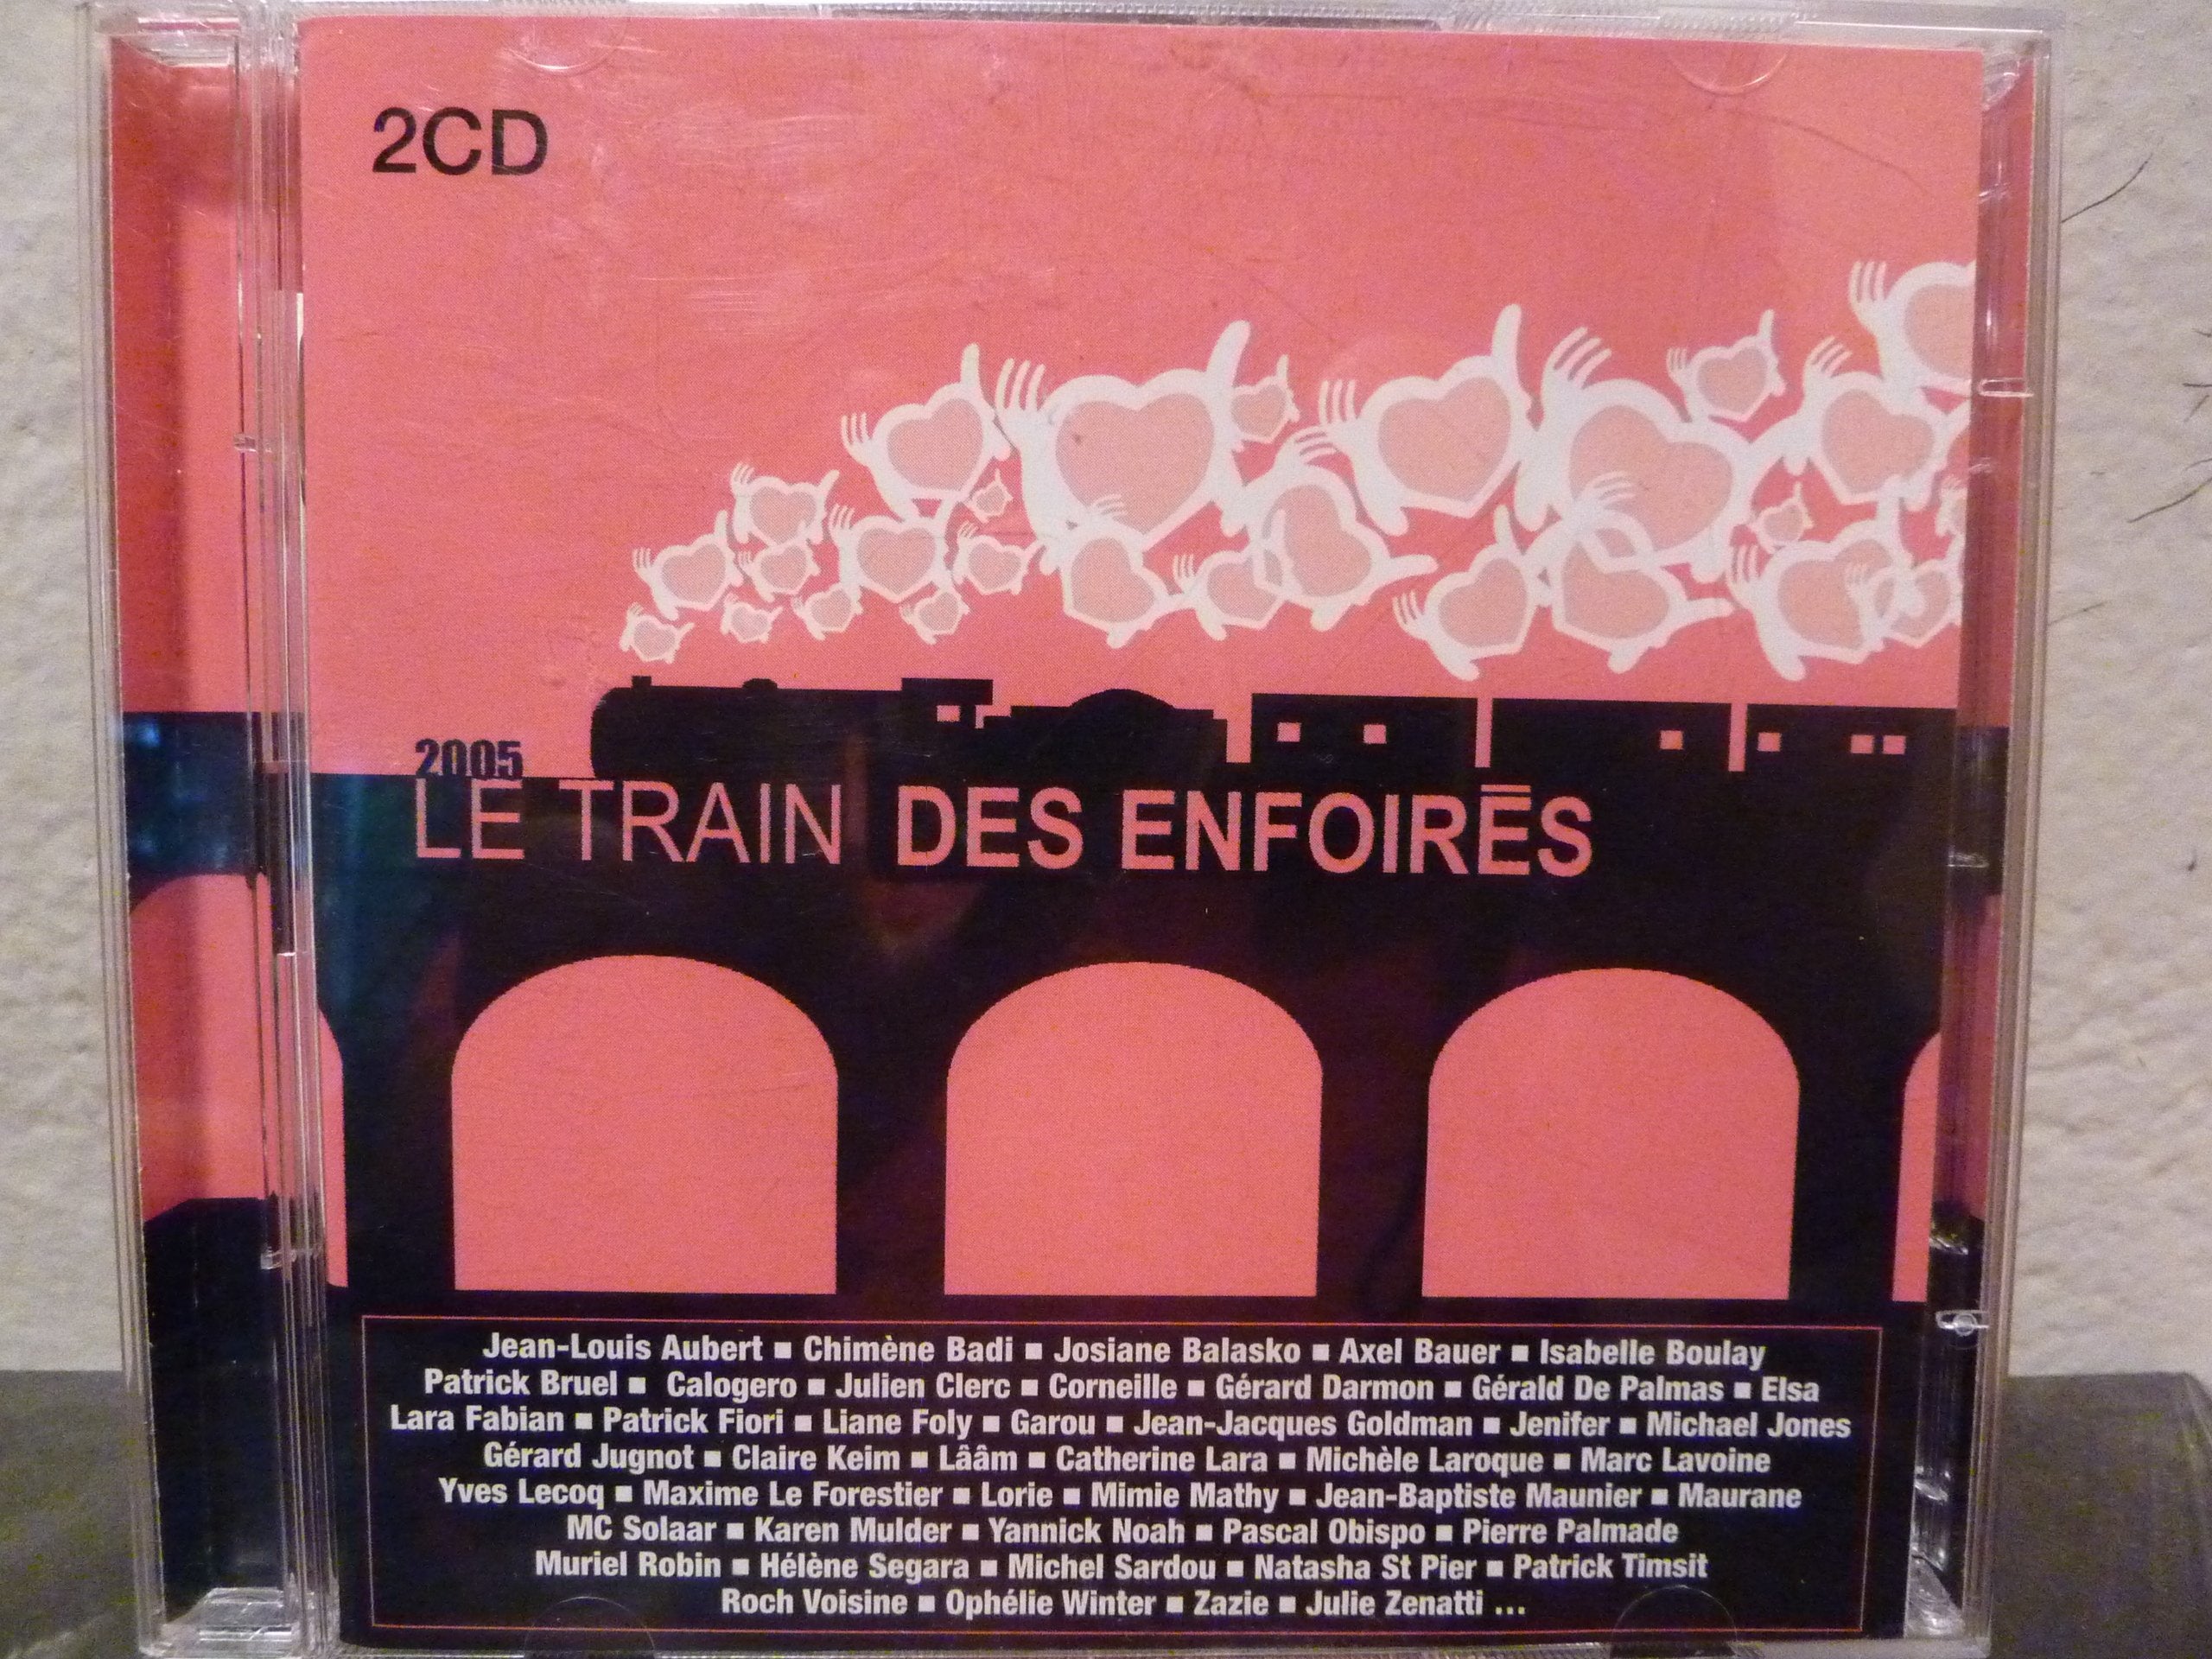 2CD
2005
LE TRAIN DES ENFOIRÉS
Jean-Louis Aubert ▪ Chimène Badi ▪ Josiane Balasko ▪ Axel Bauer ▪ Isabelle Boulay
Patrick Bruel ▪ Calogero ▪ Julien Clerc ▪ Corneille ▪ Gérard Darmon ▪ Gérald De Palmas ▪ Elsa
Lara Fabian ▪ Patrick Fiori ▪ Liane Foly ▪ Garou ▪ Jean-Jacques Goldman ▪ Jenifer ▪ Michael Jones
Gérard Jugnot ▪ Claire Keim ▪ Lââm ▪ Catherine Lara ▪ Michèle Laroque ▪ Marc Lavoine
Yves Lecoq ▪ Maxime Le Forestier ▪ Lorie ▪ Mimie Mathy ▪ Jean-Baptiste Maunier ▪ Maurane
MC Solaar ▪ Karen Mulder ▪ Yannick Noah ▪ Pascal Obispo ▪ Pierre Palmade
Muriel Robin ▪ Hélène Segara ▪ Michel Sardou ▪ Natasha St Pier ▪ Patrick Timsit
Roch Voisine ▪ Ophélie Winter ▪ Zazie ▪ Julie Zenatti ...